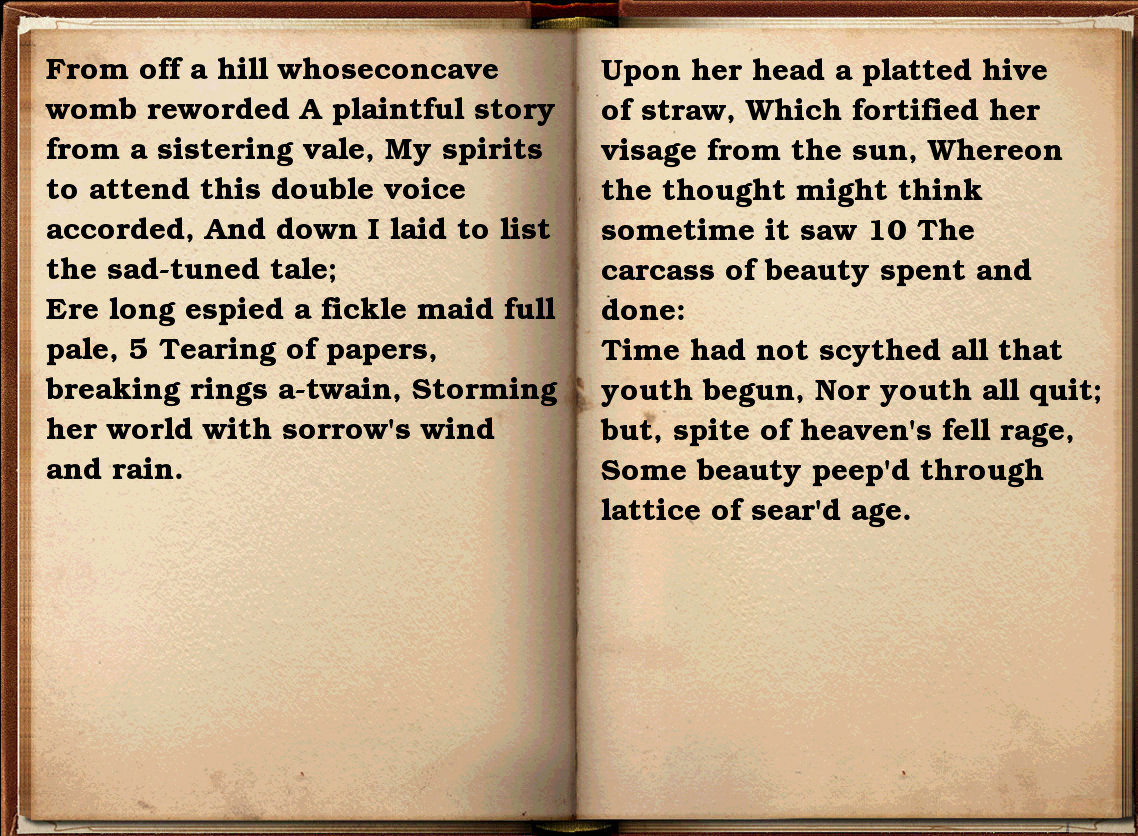 From off a hill whoseconcave
womb reworded A plaintful story
from a sistering vale, My spirits
to attend this double voice
accorded, And down I laid to list
the sad-tuned tale;
Ere long espied a fickle maid full
pale, 5 Tearing of papers,
breaking rings a-twain, Storming
her world with sorrow's wind
and rain.
Upon her head a platted hive
of straw, Which fortified her
visage from the sun, Whereon
the thought might think
sometime it saw 10 The
carcass of beauty spent and
done:
Time had not scythed all that
youth begun, Nor youth all quit;
but, spite of heaven's fell rage,
Some beauty peep'd through
lattice of sear'd age.